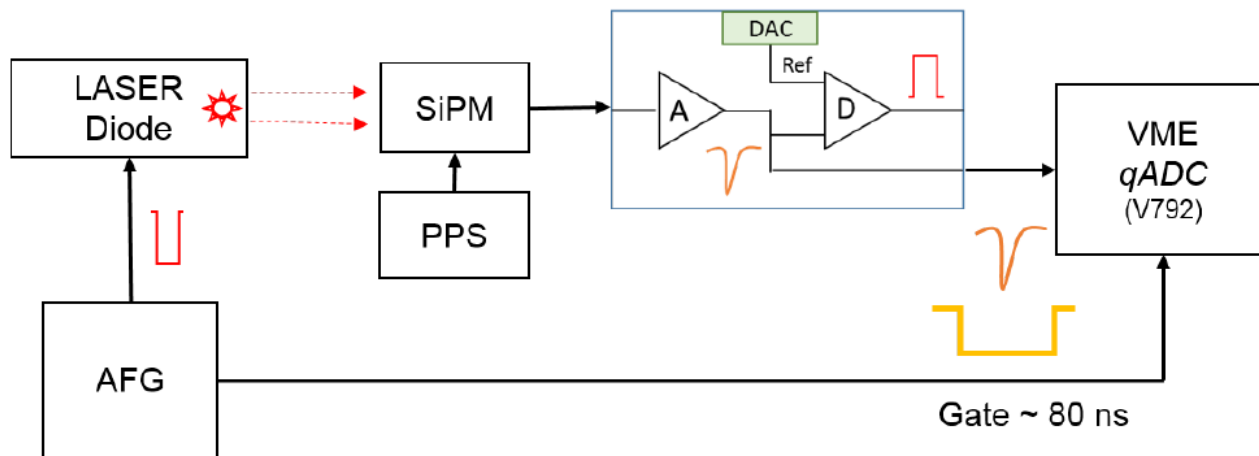 DAC
Ref
LASER
Diode
SiPM
A
D
VME
qADC
(V792)
PPS
AFG
Gate ~ 80 ns